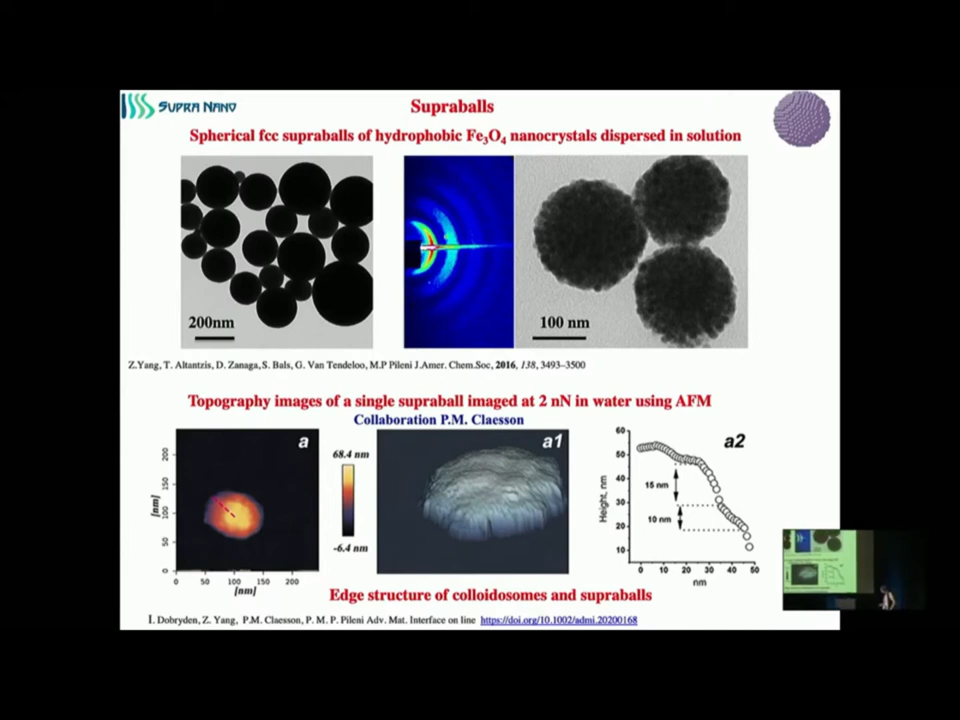 SUPRA NANO
Supraballs
Spherical fcc supraballs of hydrophobic Fe₃O₄ nanocrystals dispersed in solution
200nm
100 nm
Z.Yang, T. Altantzis, D. Zanaga, S. Bals, G. Van Tendeloo, M.P Pileni J.Amer. Chem.Soc, 2016, 138, 3493–3500
Topography images of a single supraball imaged at 2 nN in water using AFM
Collaboration P.M. Claesson
a
68.4 nm
-6.4 nm
[nm]
200
150
100
50
0
0 50 100 150 200
[nm]
a1
a2
Height, nm
60
50
40
30
20
10
15 nm
10 nm
0 10 20 30 40 50
nm
Edge structure of colloidosomes and supraballs
I. Dobryden, Z. Yang, P.M. Claesson, P. M. P. Pileni Adv. Mat. Interface on line https://doi.org/10.1002/admi.20200168